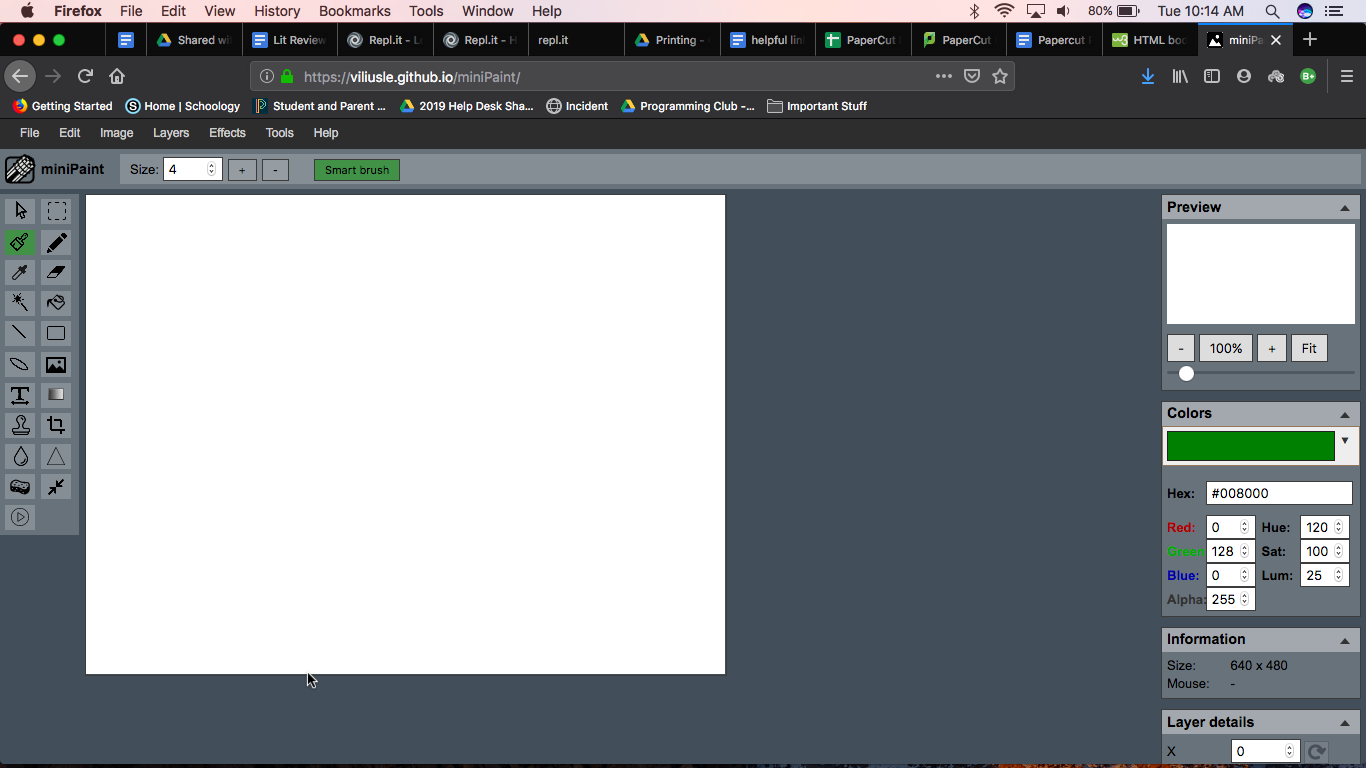 Firefox File Edit View History Bookmarks Tools Window Help 80% Tue 10:14 AM
Shared wi Lit Review Repl.it - L Repl.it - H repl.it Printing - helpful lin PaperCut PaperCut Papercut HTML boo miniPa
https://viliusle.github.io/miniPaint/
Getting Started Home | Schoology Student and Parent ... 2019 Help Desk Sha... Incident Programming Club -... Important Stuff
File Edit Image Layers Effects Tools Help
miniPaint Size: 4 + - Smart brush
Preview
- 100% + Fit
Colors
Hex: #008000
Red: 0 Hue: 120
Green 128 Sat: 100
Blue: 0 Lum: 25
Alpha: 255
Information
Size: 640 x 480
Mouse: -
Layer details
X 0